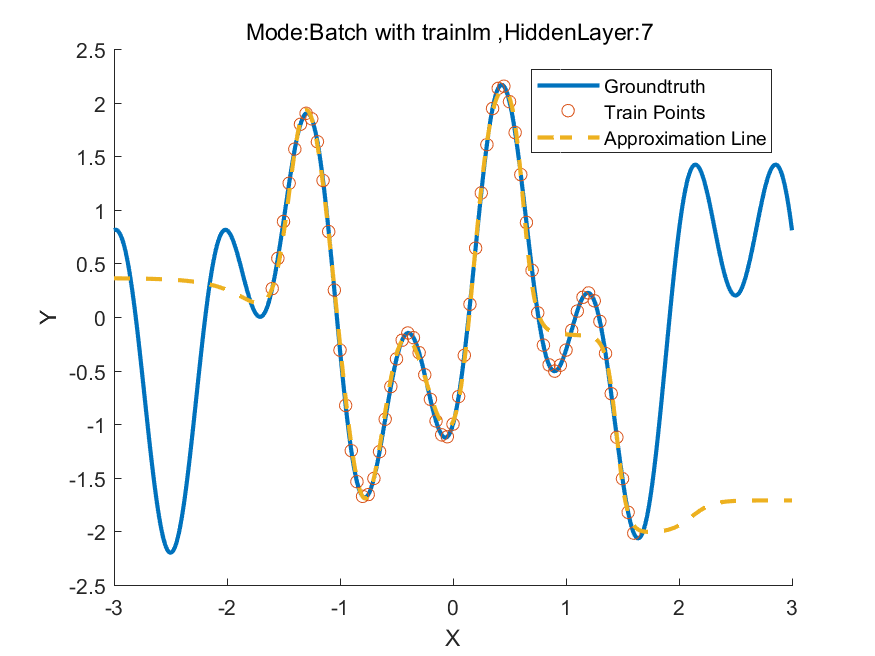 Mode:Batch with trainlm ,HiddenLayer:7
2.5
2
1.5
1
0.5
0
-0.5
-1
-1.5
-2
-2.5
Y
Groundtruth
Train Points
Approximation Line
-3 -2 -1 0 1 2 3
X